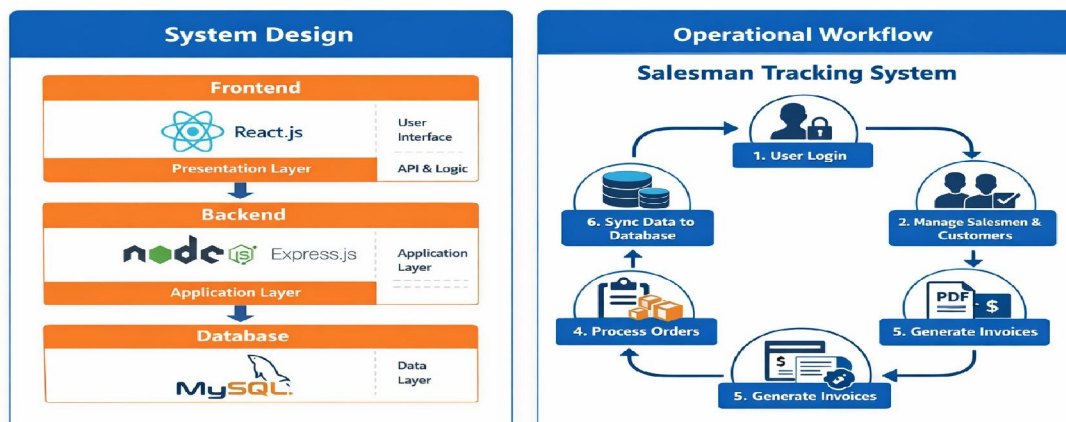 System Design
Frontend
React.js
User
Interface
Presentation Layer
API & Logic
Backend
node
JS
Express.js
Application
Layer
Application Layer
Database
MySQL
Data
Layer
Operational Workflow
Salesman Tracking System
1. User Login
2. Manage Salesmen &
Customers
PDF
$
5. Generate Invoices
$
5. Generate Invoices
4. Process Orders
6. Sync Data to
Database